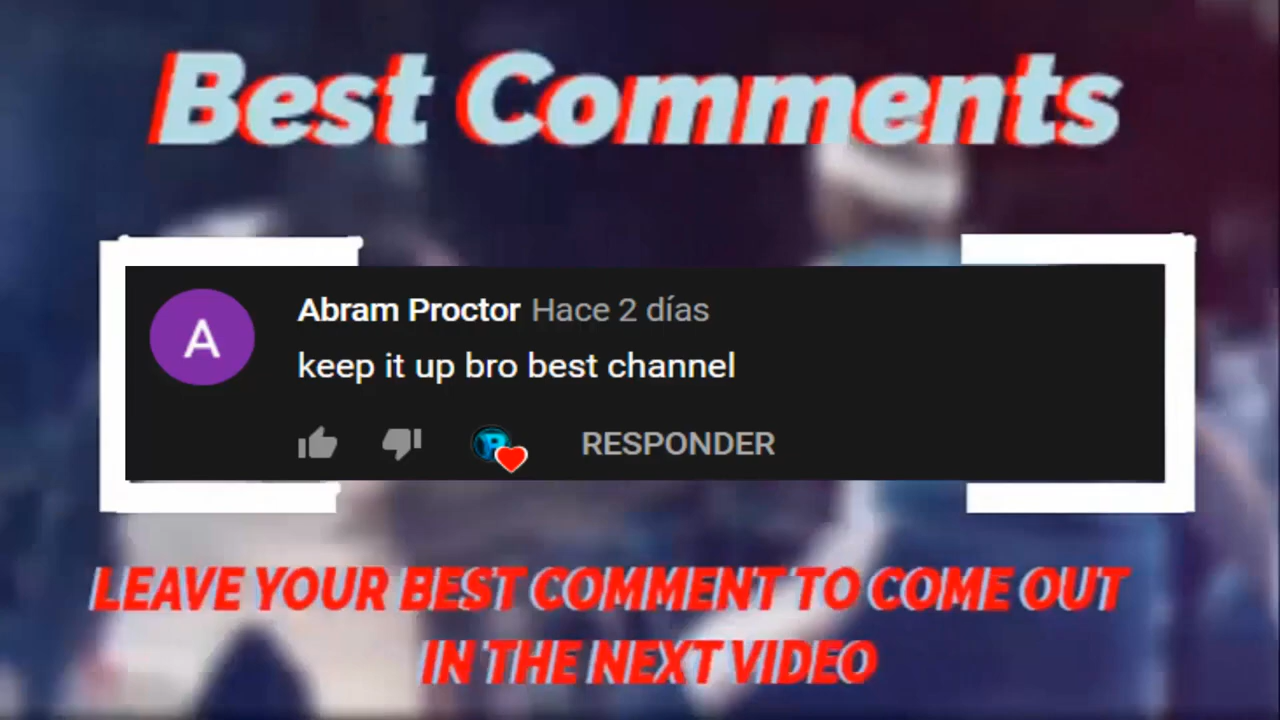 Best Comments
A
Abram Proctor Hace 2 días
keep it up bro best channel
RESPONDER
LEAVE YOUR BEST COMMENT TO COME OUT
IN THE NEXT VIDEO